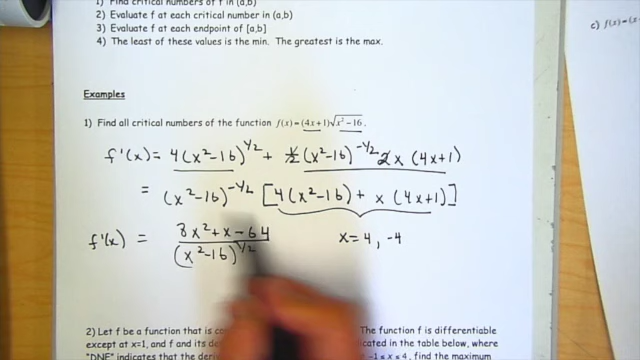 1) Find critical numbers of f in (a,b)
2) Evaluate f at each critical number in (a,b)
3) Evaluate f at each endpoint of [a,b]
4) The least of these values is the min. The greatest is the max.
c) f(x)=(x
Examples
1) Find all critical numbers of the function f(x)=(4x+1)√(x²-16).
f'(x)= 4(x²-16)^1/2 + 1/2(x²-16)^-1/2 2x (4x+1)
= (x²-16)^-1/2 [4(x²-16)+ x(4x+1)]
f'(x) = (8x²+x-64)/(x²-16)^1/2 x=4, -4
2) Let f be a function that is The function f is differentiable
except at x=1, and f and its indicated in the table below, where
"DNE" indicates that the -1≤x≤4, find the maximum